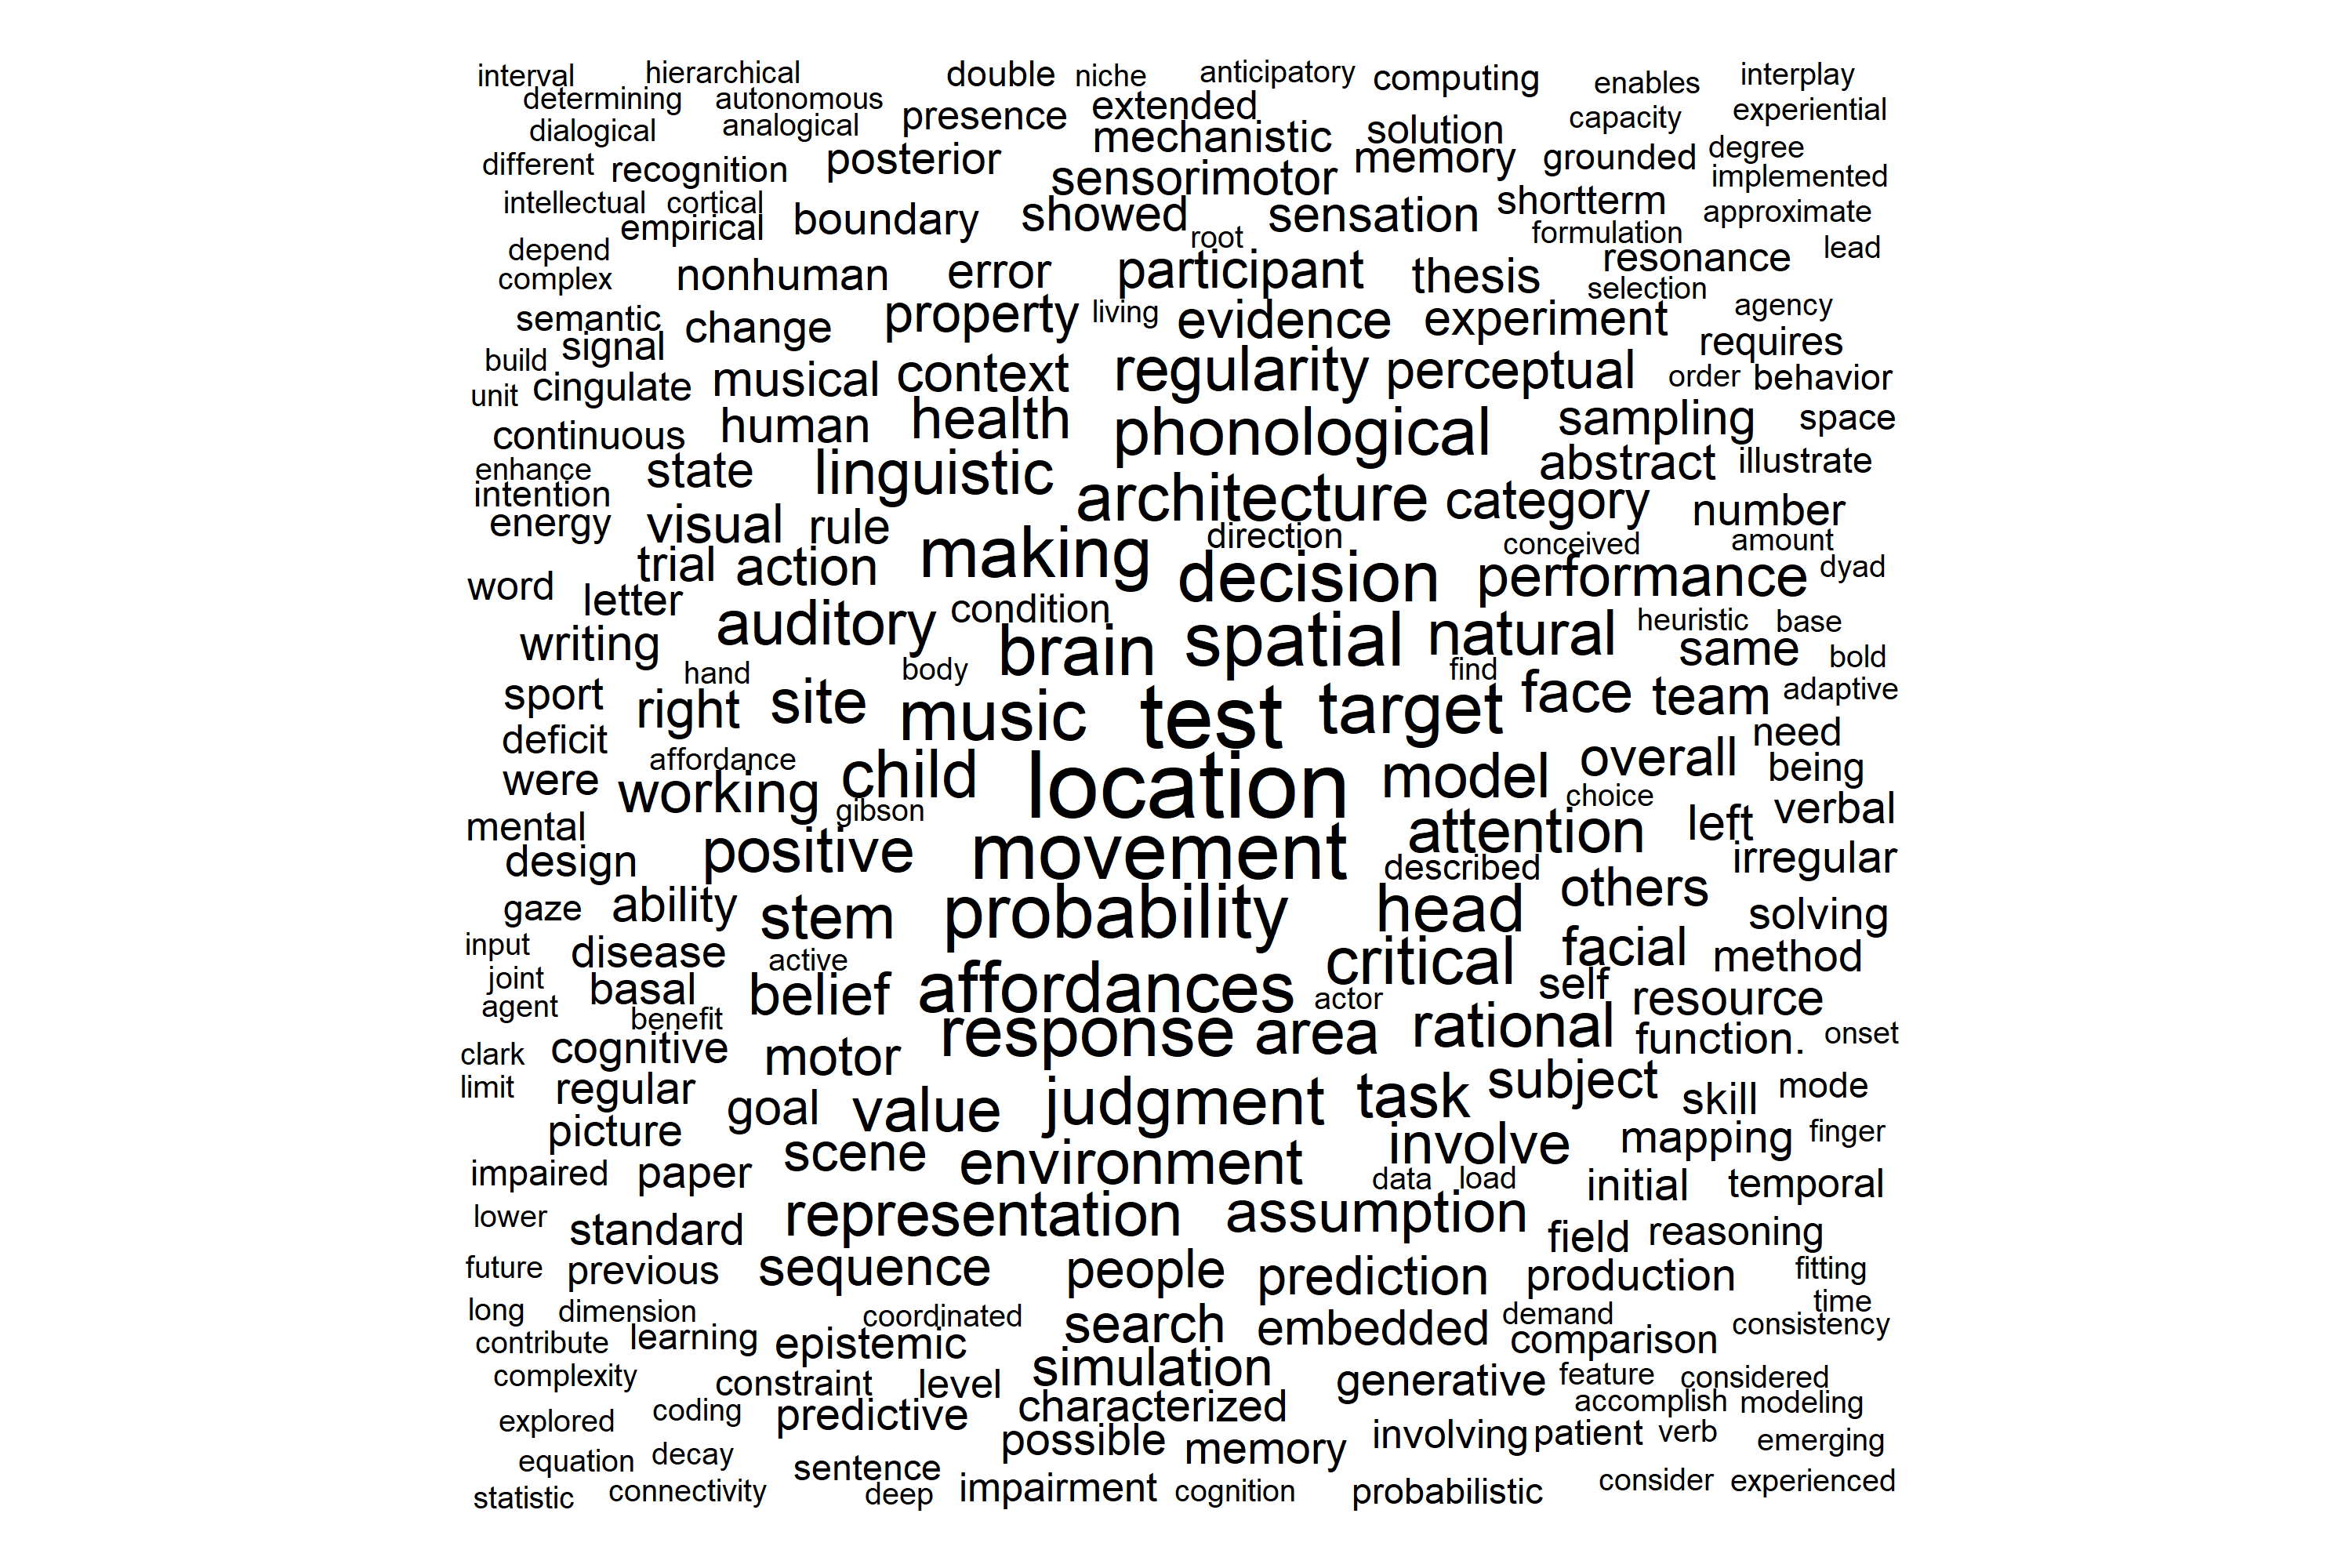 interval hierarchical double niche anticipatory computing enables interplay
determining autonomous presence extended capacity experiential
dialogical analogical mechanistic solution
different recognition posterior sensorimotor memory grounded degree
implemented
intellectual cortical boundary showed sensation shortterm approximate
empirical root formulation
depend nonhuman error participant thesis resonance lead
complex selection
semantic change property living evidence experiment agency
signal requires
build musical context regularity perceptual order behavior
unit cingulate
continuous human health phonological sampling space
enhance state linguistic abstract illustrate
intention architecture category number
energy visual rule making direction conceived amount
word trial action decision performance dyad
letter auditory condition heuristic base
writing brain spatial natural same bold
hand body find
sport right site music test target face team adaptive
deficit affordance need
were working child location model overall being
gibson choice
mental positive movement attention left verbal
design described irregular
gaze ability stem probability head others solving
input disease active critical facial method
joint basal belief affordances actor self resource
agent benefit
clark cognitive motor response area rational function. onset
limit regular goal value judgment task subject skill mode
picture scene environment involve mapping finger
impaired paper data load initial temporal
lower standard representation assumption field reasoning
future previous sequence people prediction production fitting
long dimension coordinated search embedded demand time
contribute learning epistemic comparison consistency
complexity constraint level simulation generative feature considered
explored coding predictive characterized accomplish modeling
equation decay possible memory involving patient verb emerging
sentence
statistic connectivity deep impairment cognition probabilistic consider experienced